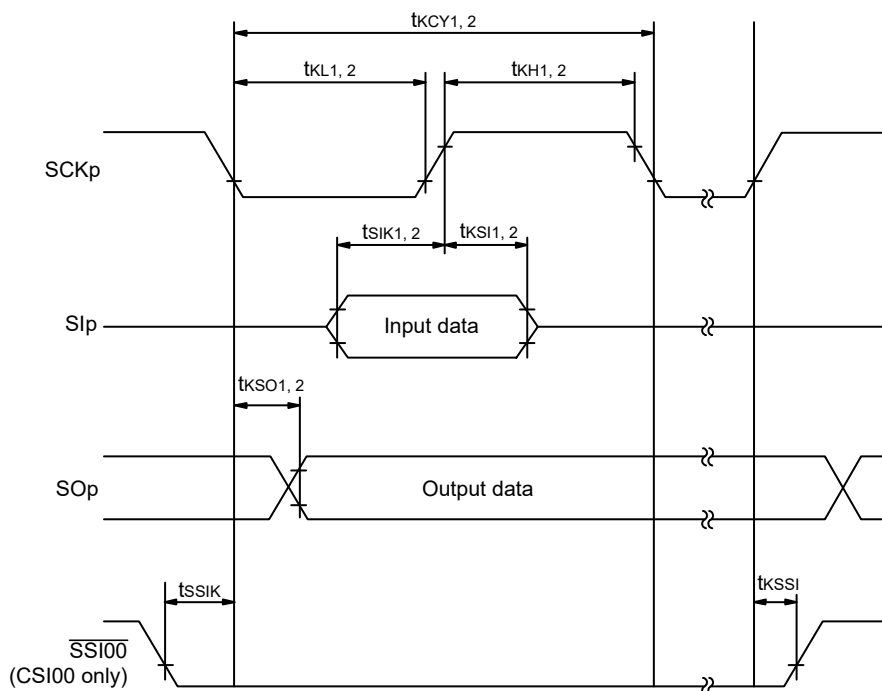 tKCY1, 2
tKL1, 2
tKH1, 2
SCKp
tSIK1, 2
tKSI1, 2
SIp
Input data
tKSO1, 2
SOp
Output data
tSSIK
tKSSI
SSI00
(CSI00 only)